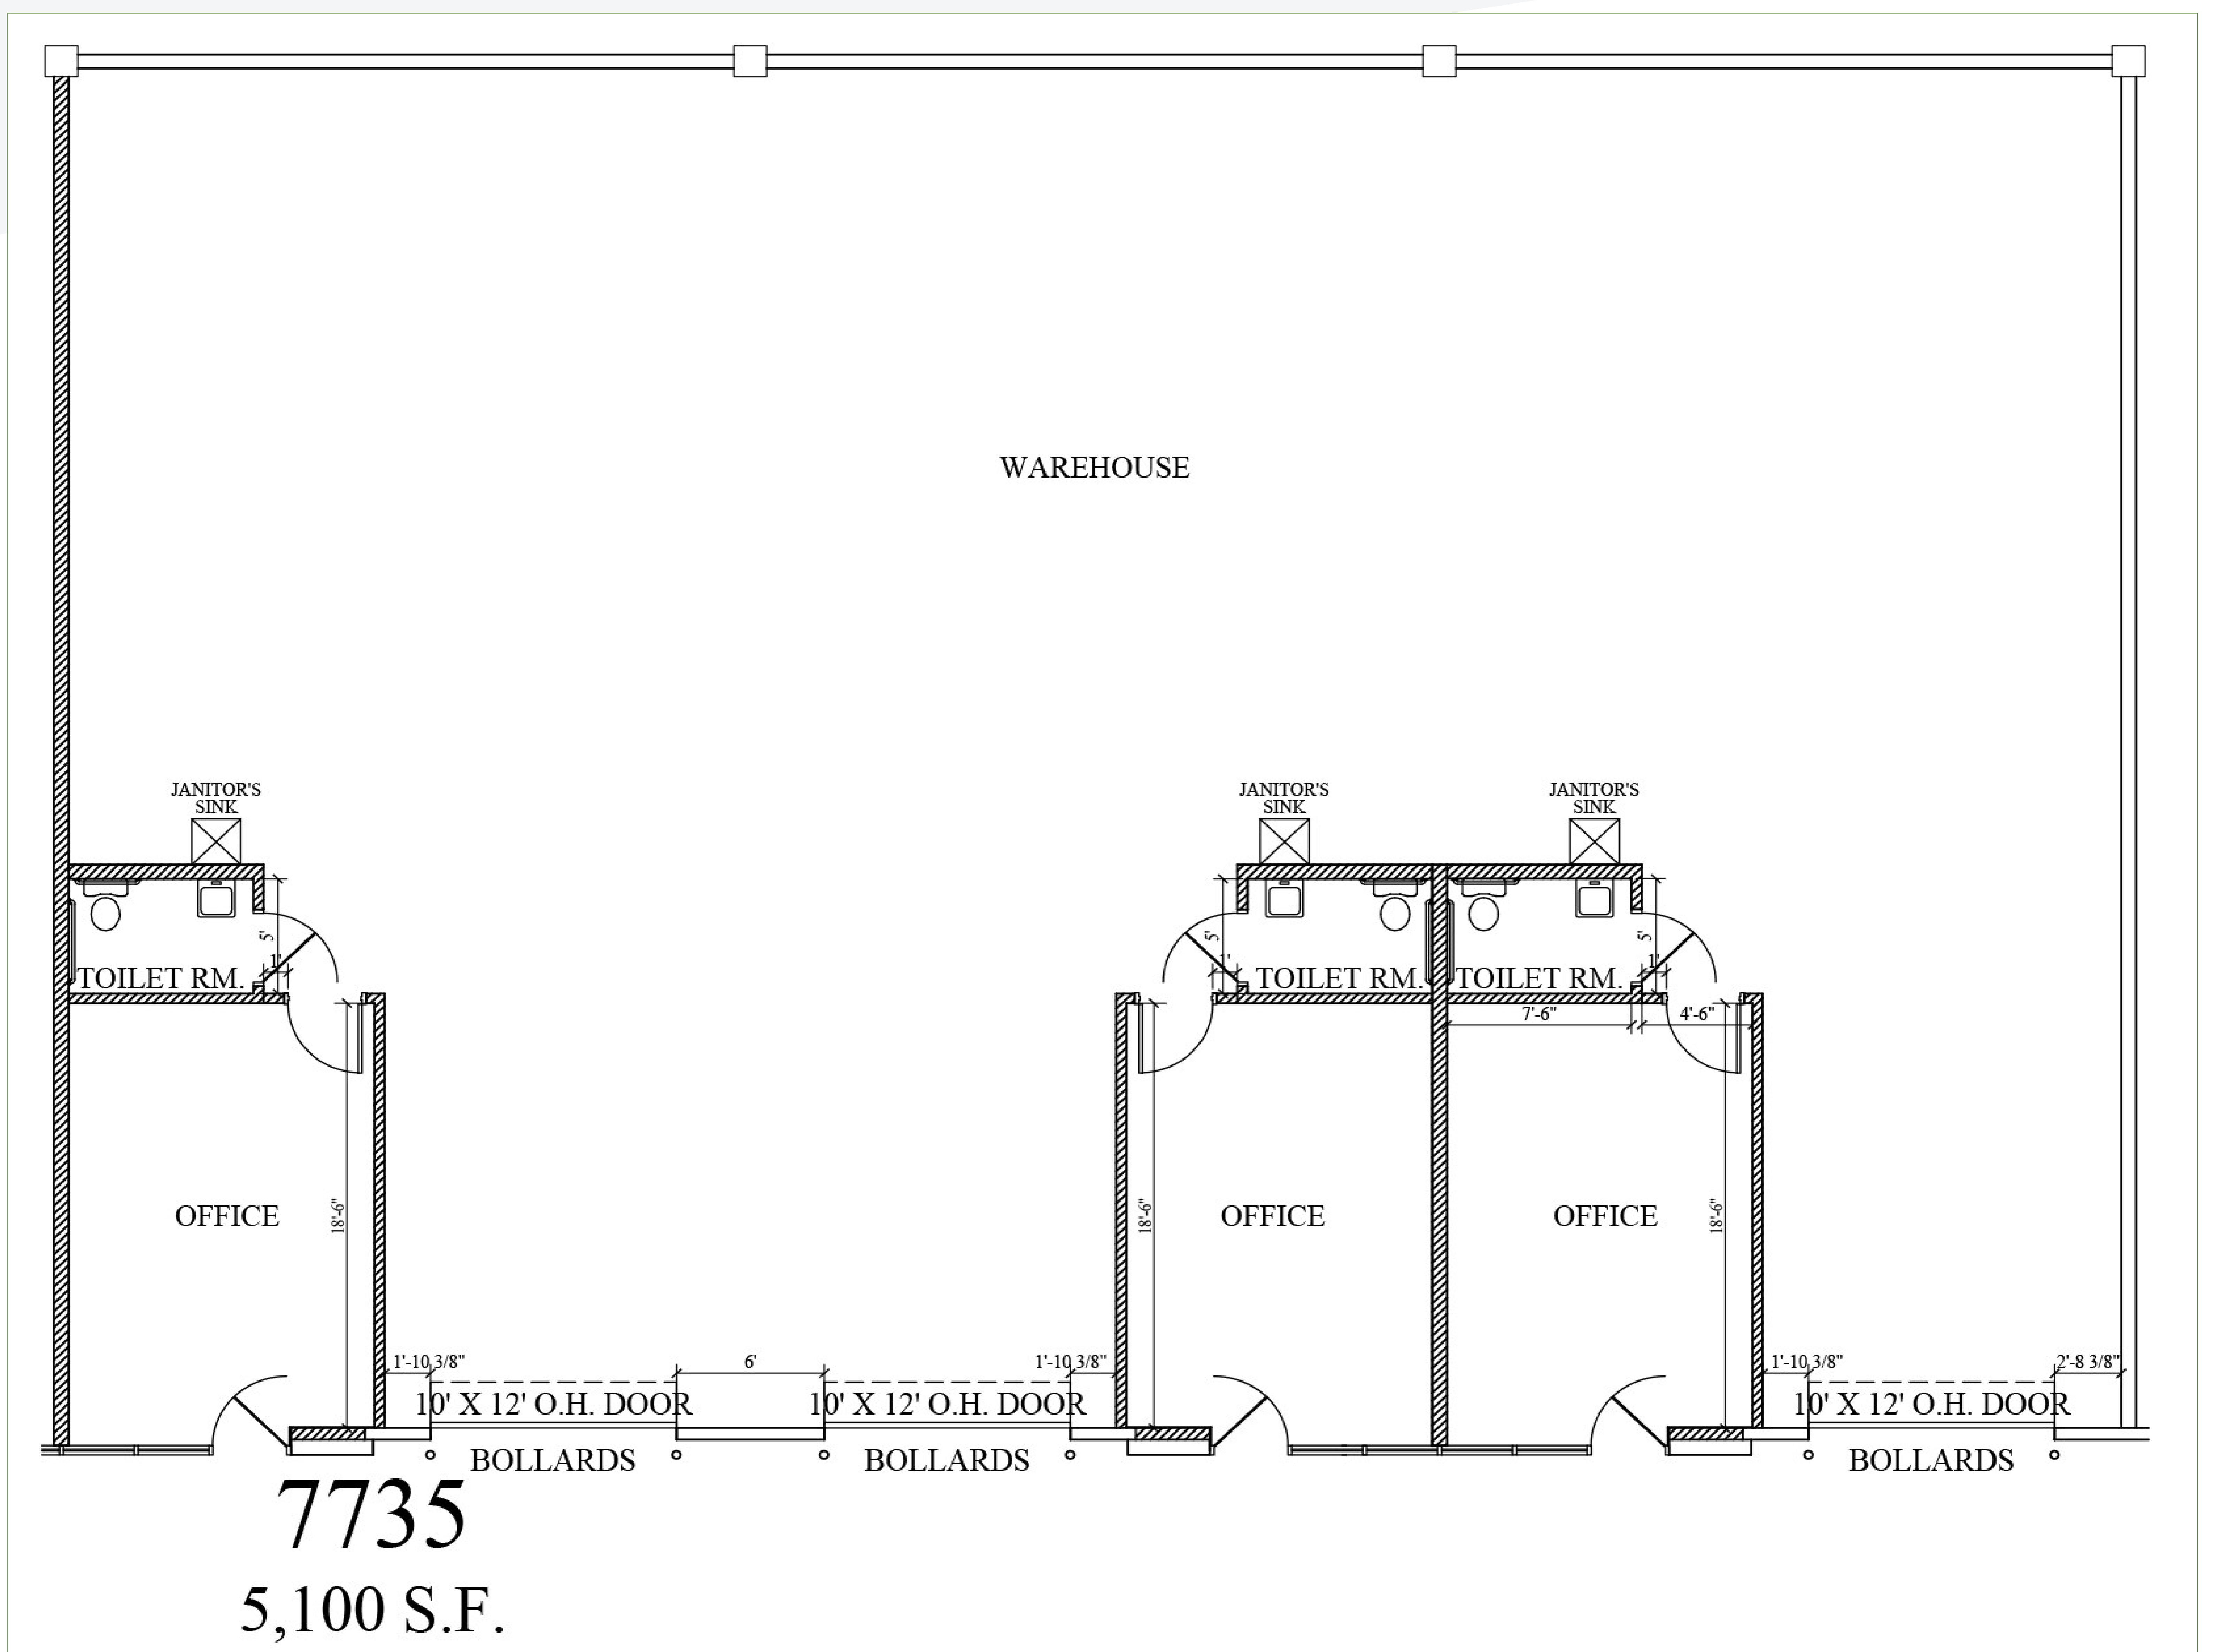 WAREHOUSE
JANITOR'S
SINK
JANITOR'S
SINK
JANITOR'S
SINK
5'
1'
TOILET RM.
5'
1'
TOILET RM.
TOILET RM.
5'
1'
7'-6"
4'-6"
OFFICE
18'-6"
18'-6"
OFFICE
OFFICE
18'-6"
1'-10 3/8"
6'
1'-10 3/8"
1'-10 3/8"
2'-8 3/8"
10' X 12' O.H. DOOR
10' X 12' O.H. DOOR
10' X 12' O.H. DOOR
BOLLARDS
BOLLARDS
BOLLARDS
7735
5,100 S.F.